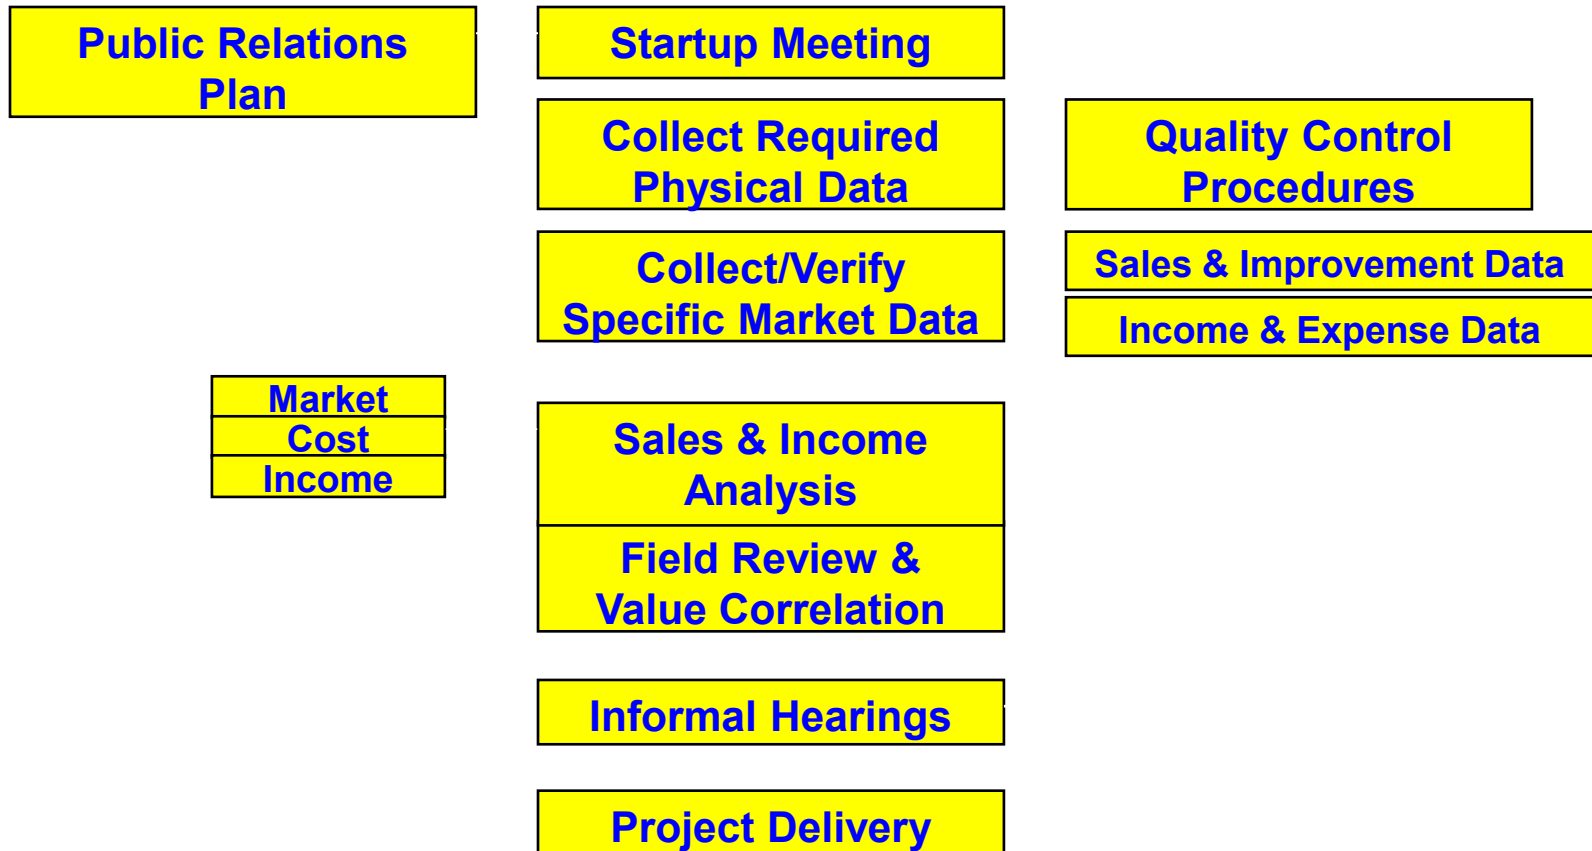 Public Relations
Plan
Startup Meeting
Collect Required
Physical Data
Quality Control
Procedures
Collect/Verify
Specific Market Data
Sales & Improvement Data
Income & Expense Data
Market
Cost
Income
Sales & Income
Analysis
Field Review &
Value Correlation
Informal Hearings
Project Delivery